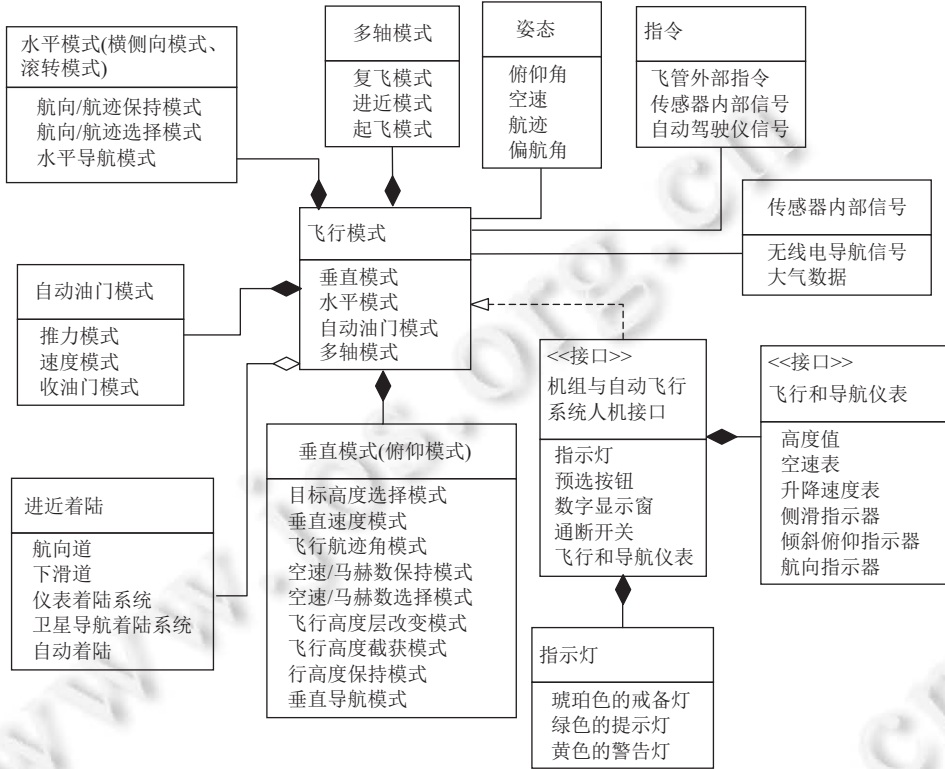 水平模式(横侧向模式、
滚转模式)
航向/航迹保持模式
航向/航迹选择模式
水平导航模式
多轴模式
复飞模式
进近模式
起飞模式
姿态
俯仰角
空速
航迹
偏航角
指令
飞管外部指令
传感器内部信号
自动驾驶仪信号
传感器内部信号
无线电导航信号
大气数据
飞行模式
垂直模式
水平模式
自动油门模式
多轴模式
自动油门模式
推力模式
速度模式
收油门模式
<<接口>>
机组与自动飞行
系统人机接口
指示灯
预选按钮
数字显示窗
通断开关
飞行和导航仪表
<<接口>>
飞行和导航仪表
高度值
空速表
升降速度表
侧滑指示器
倾斜俯仰指示器
航向指示器
垂直模式(俯仰模式)
目标高度选择模式
垂直速度模式
飞行航迹角模式
空速/马赫数保持模式
空速/马赫数选择模式
飞行高度层改变模式
飞行高度截获模式
行高度保持模式
垂直导航模式
进近着陆
航向道
下滑道
仪表着陆系统
卫星导航着陆系统
自动着陆
指示灯
琥珀色的戒备灯
绿色的提示灯
黄色的警告灯
www.jos.org.cn